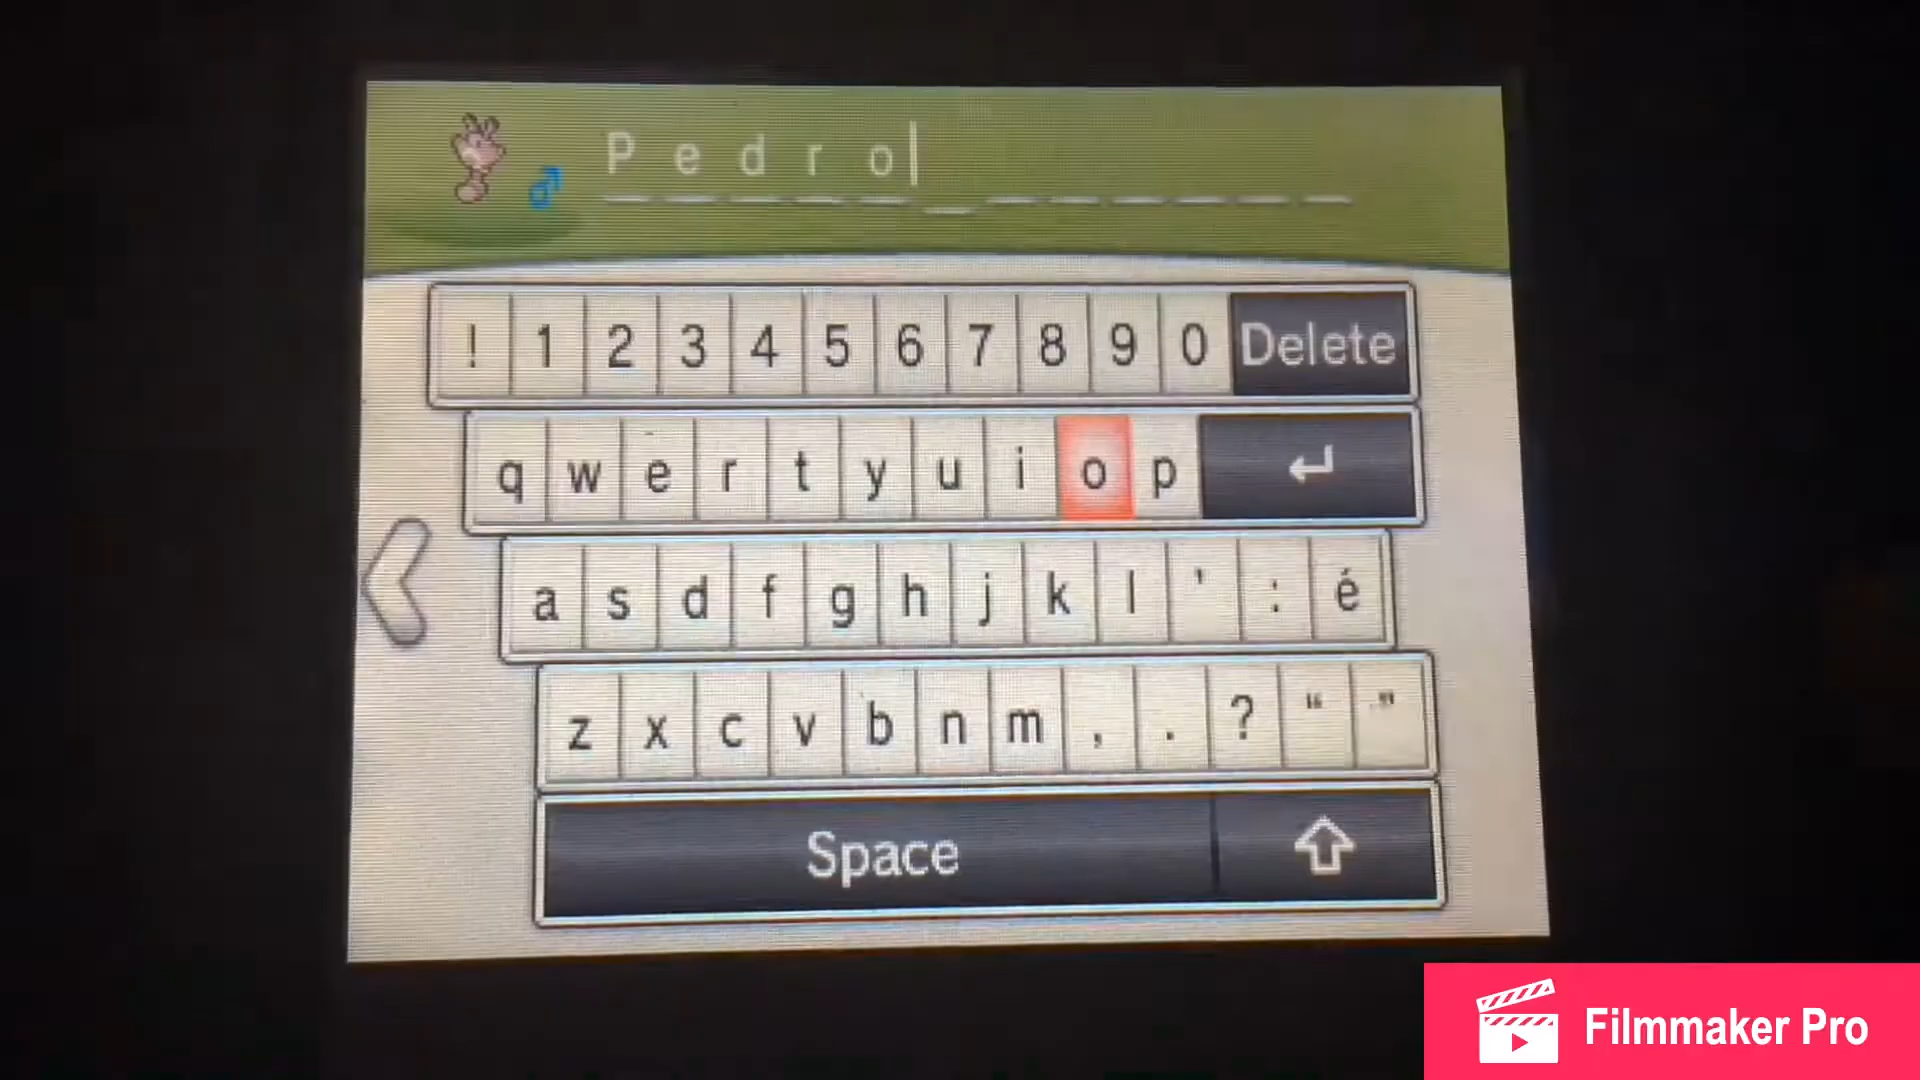 Pedro
! 1 2 3 4 5 6 7 8 9 0 Delete
q w e r t y u i o p
a s d f g h j k l ' : é
z x c v b n m , . ? “ ”
Space
Filmmaker Pro